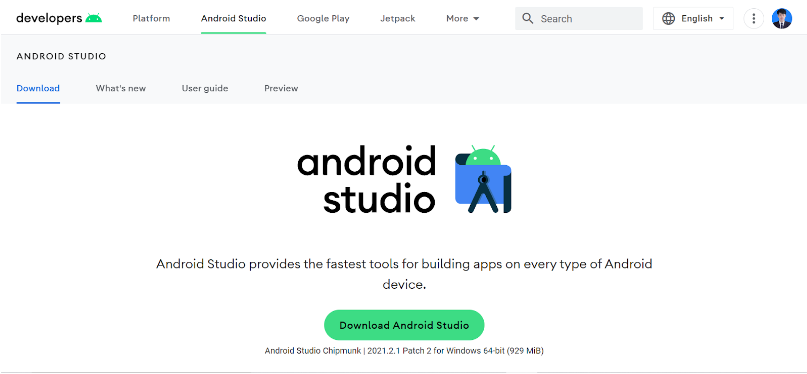 developers Platform Android Studio Google Play Jetpack More Search English
ANDROID STUDIO
Download What's new User guide Preview
android
studio
Android Studio provides the fastest tools for building apps on every type of Android
device.
Download Android Studio
Android Studio Chipmunk | 2021.2.1 Patch 2 for Windows 64-bit (929 MiB)